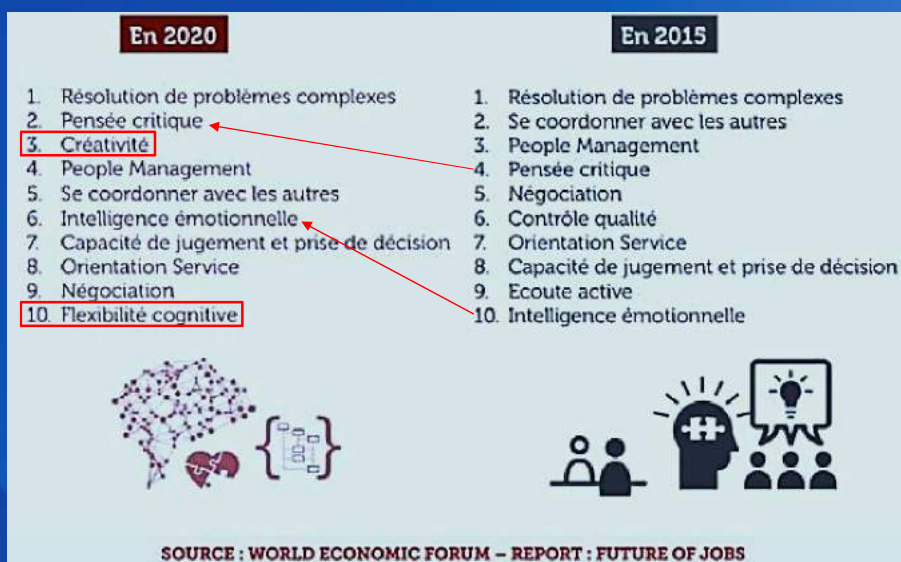 En 2020
1. Résolution de problèmes complexes
2. Pensée critique
3. Créativité
4. People Management
5. Se coordonner avec les autres
6. Intelligence émotionnelle
7. Capacité de jugement et prise de décision
8. Orientation Service
9. Négociation
10. Flexibilité cognitive
En 2015
1. Résolution de problèmes complexes
2. Se coordonner avec les autres
3. People Management
4. Pensée critique
5. Négociation
6. Contrôle qualité
7. Orientation Service
8. Capacité de jugement et prise de décision
9. Ecoute active
10. Intelligence émotionnelle
SOURCE : WORLD ECONOMIC FORUM – REPORT : FUTURE OF JOBS